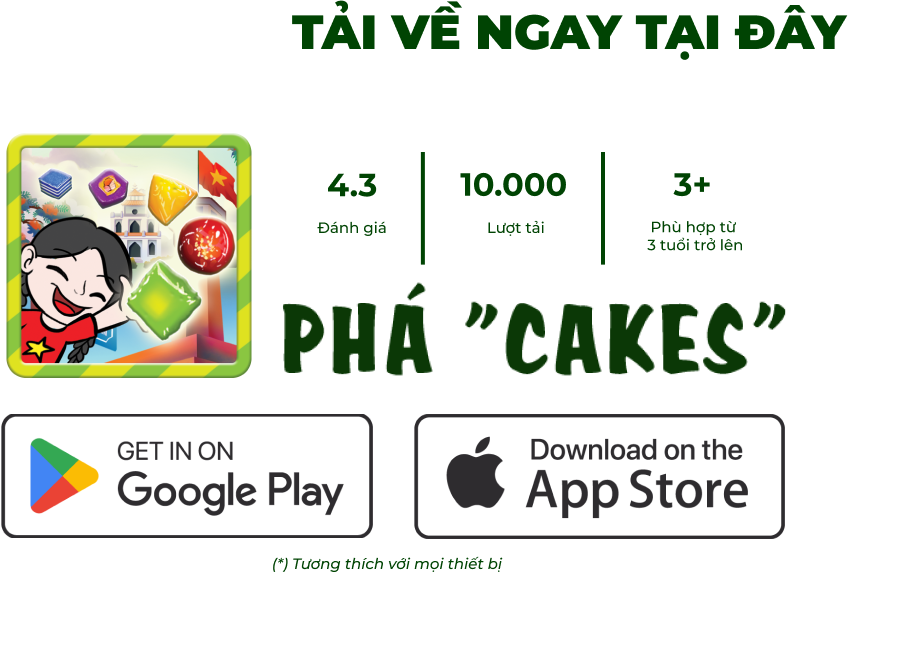 TẢI VỀ NGAY TẠI ĐÂY
4.3
Đánh giá
10.000
Lượt tải
3+
Phù hợp từ
3 tuổi trở lên
PHÁ "CAKES"
GET IN ON
Google Play
Download on the
App Store
(*) Tương thích với mọi thiết bị